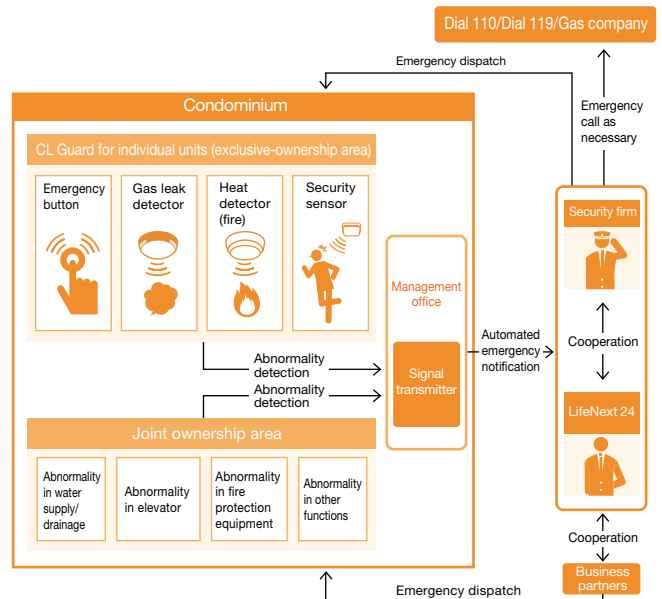 Dial 110/Dial 119/Gas company
Emergency dispatch
Emergency
call as
necessary
Condominium
CL Guard for individual units (exclusive-ownership area)
Emergency
button
Gas leak
detector
Heat
detector
(fire)
Security
sensor
Management
office
Signal
transmitter
Abnormality
detection
Abnormality
detection
Automated
emergency
notification
Security firm
Cooperation
LifeNext 24
Joint ownership area
Abnormality
in water
supply/
drainage
Abnormality
in elevator
Abnormality
in fire
protection
equipment
Abnormality
in other
functions
Cooperation
Business
partners
Emergency dispatch